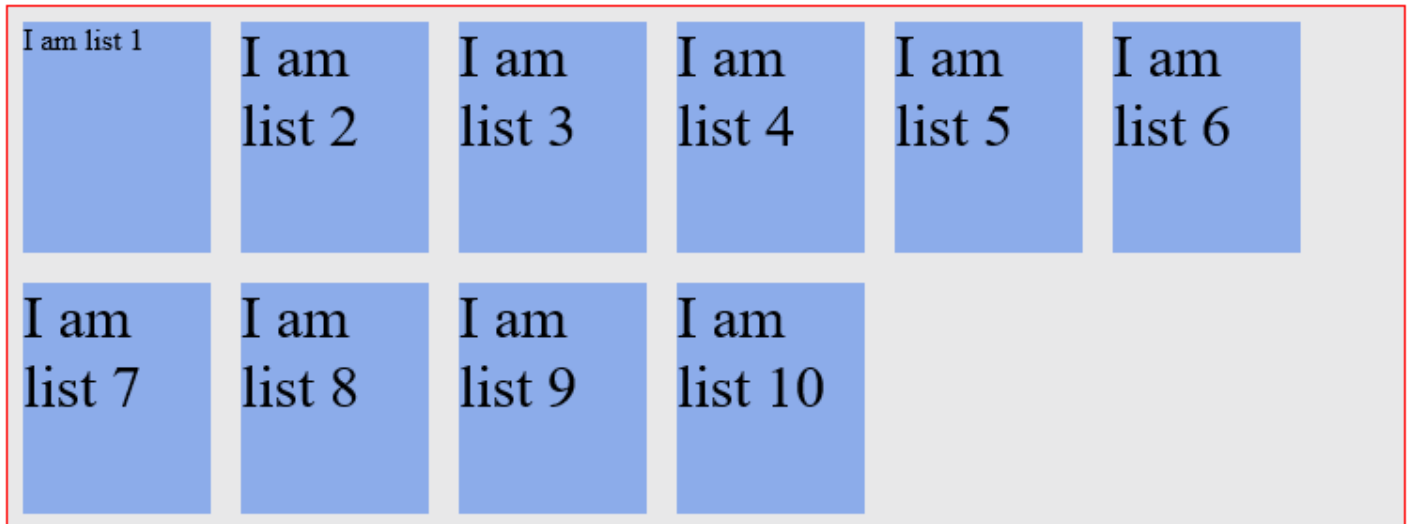 I am list 1
I am
list 2
I am
list 3
I am
list 4
I am
list 5
I am
list 6
I am
list 7
I am
list 8
I am
list 9
I am
list 10